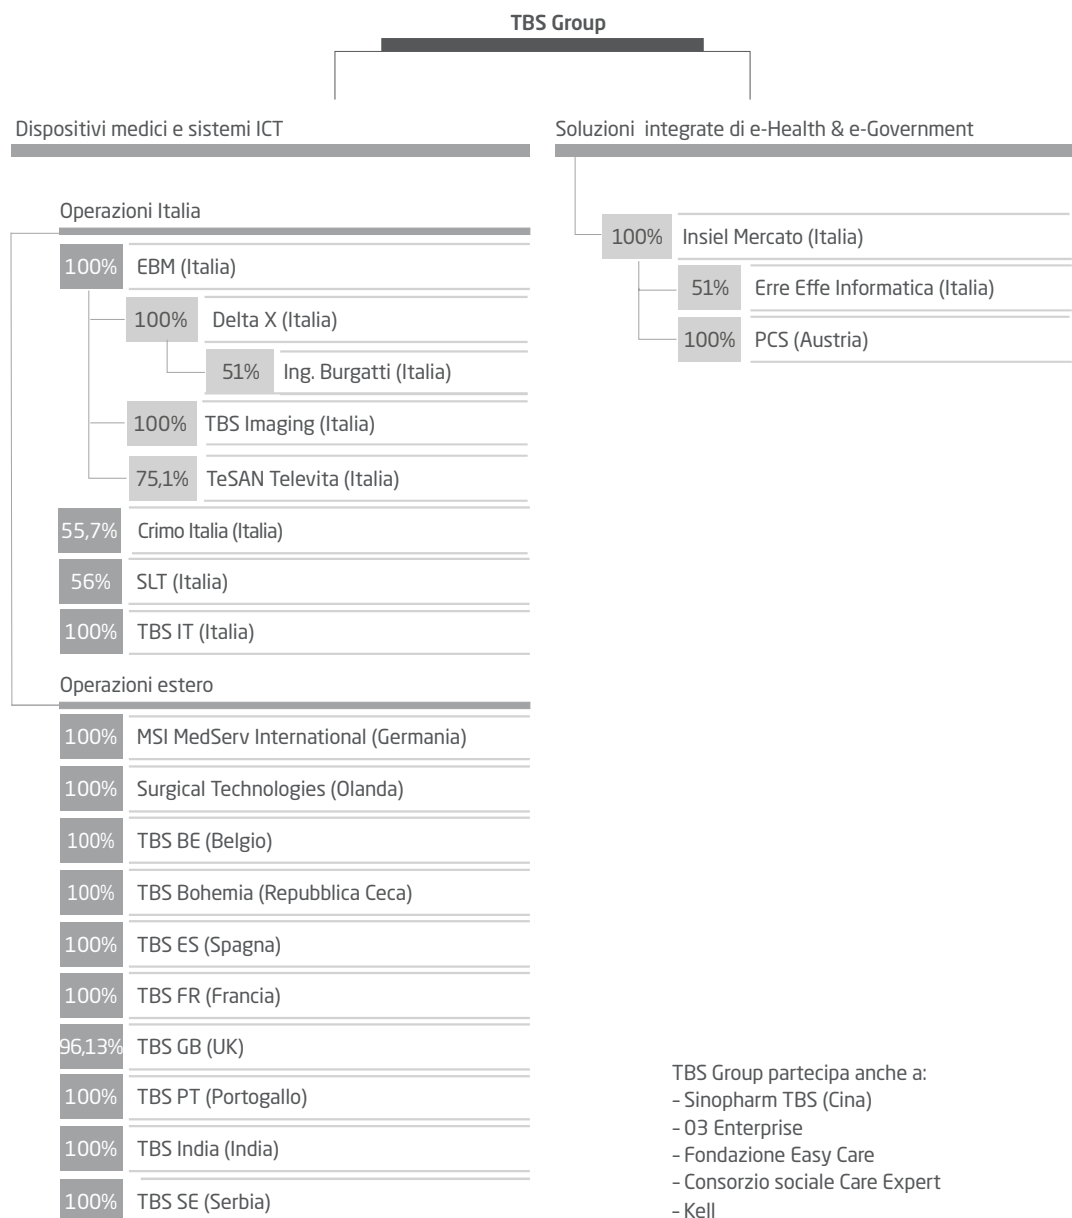 TBS Group
Dispositivi medici e sistemi ICT
Operazioni Italia
100% EBM (Italia)
100% Delta X (Italia)
51% Ing. Burgatti (Italia)
100% TBS Imaging (Italia)
75,1% TeSAN Televita (Italia)
55,7% Crimo Italia (Italia)
56% SLT (Italia)
100% TBS IT (Italia)
Operazioni estero
100% MSI MedServ International (Germania)
100% Surgical Technologies (Olanda)
100% TBS BE (Belgio)
100% TBS Bohemia (Repubblica Ceca)
100% TBS ES (Spagna)
100% TBS FR (Francia)
96,13% TBS GB (UK)
100% TBS PT (Portogallo)
100% TBS India (India)
100% TBS SE (Serbia)
Soluzioni integrate di e-Health & e-Government
100% Insiel Mercato (Italia)
51% Erre Effe Informatica (Italia)
100% PCS (Austria)
TBS Group partecipa anche a:
– Sinopharm TBS (Cina)
– O3 Enterprise
– Fondazione Easy Care
– Consorzio sociale Care Expert
– Kell